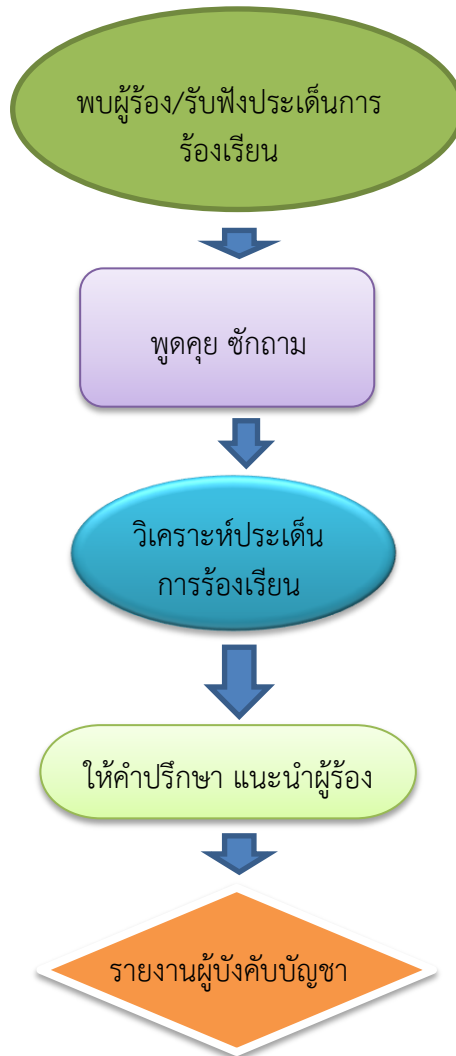 พบผู้ร้อง/รับฟังประเด็นการ
ร้องเรียน
พูดคุย ซักถาม
วิเคราะห์ประเด็น
การร้องเรียน
ให้คำปรึกษา แนะนำผู้ร้อง
รายงานผู้บังคับบัญชา